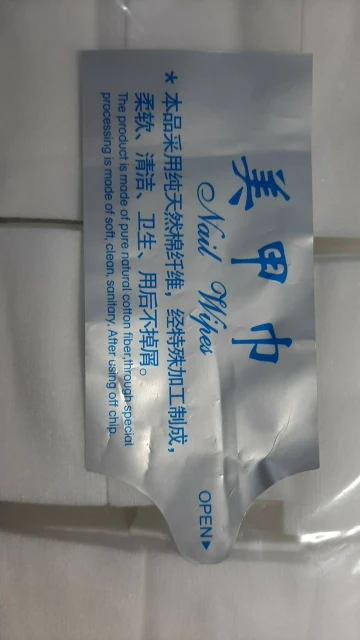 美甲巾
Nail Wipes
* 本品采用纯天然棉纤维，经特殊加工制成，
柔软、清洁、卫生、用后不掉屑。
The product is mode of pure natural cotton fiber,through special
processing is mode of soft, clean, sanitary. After using off chip.
OPEN▶